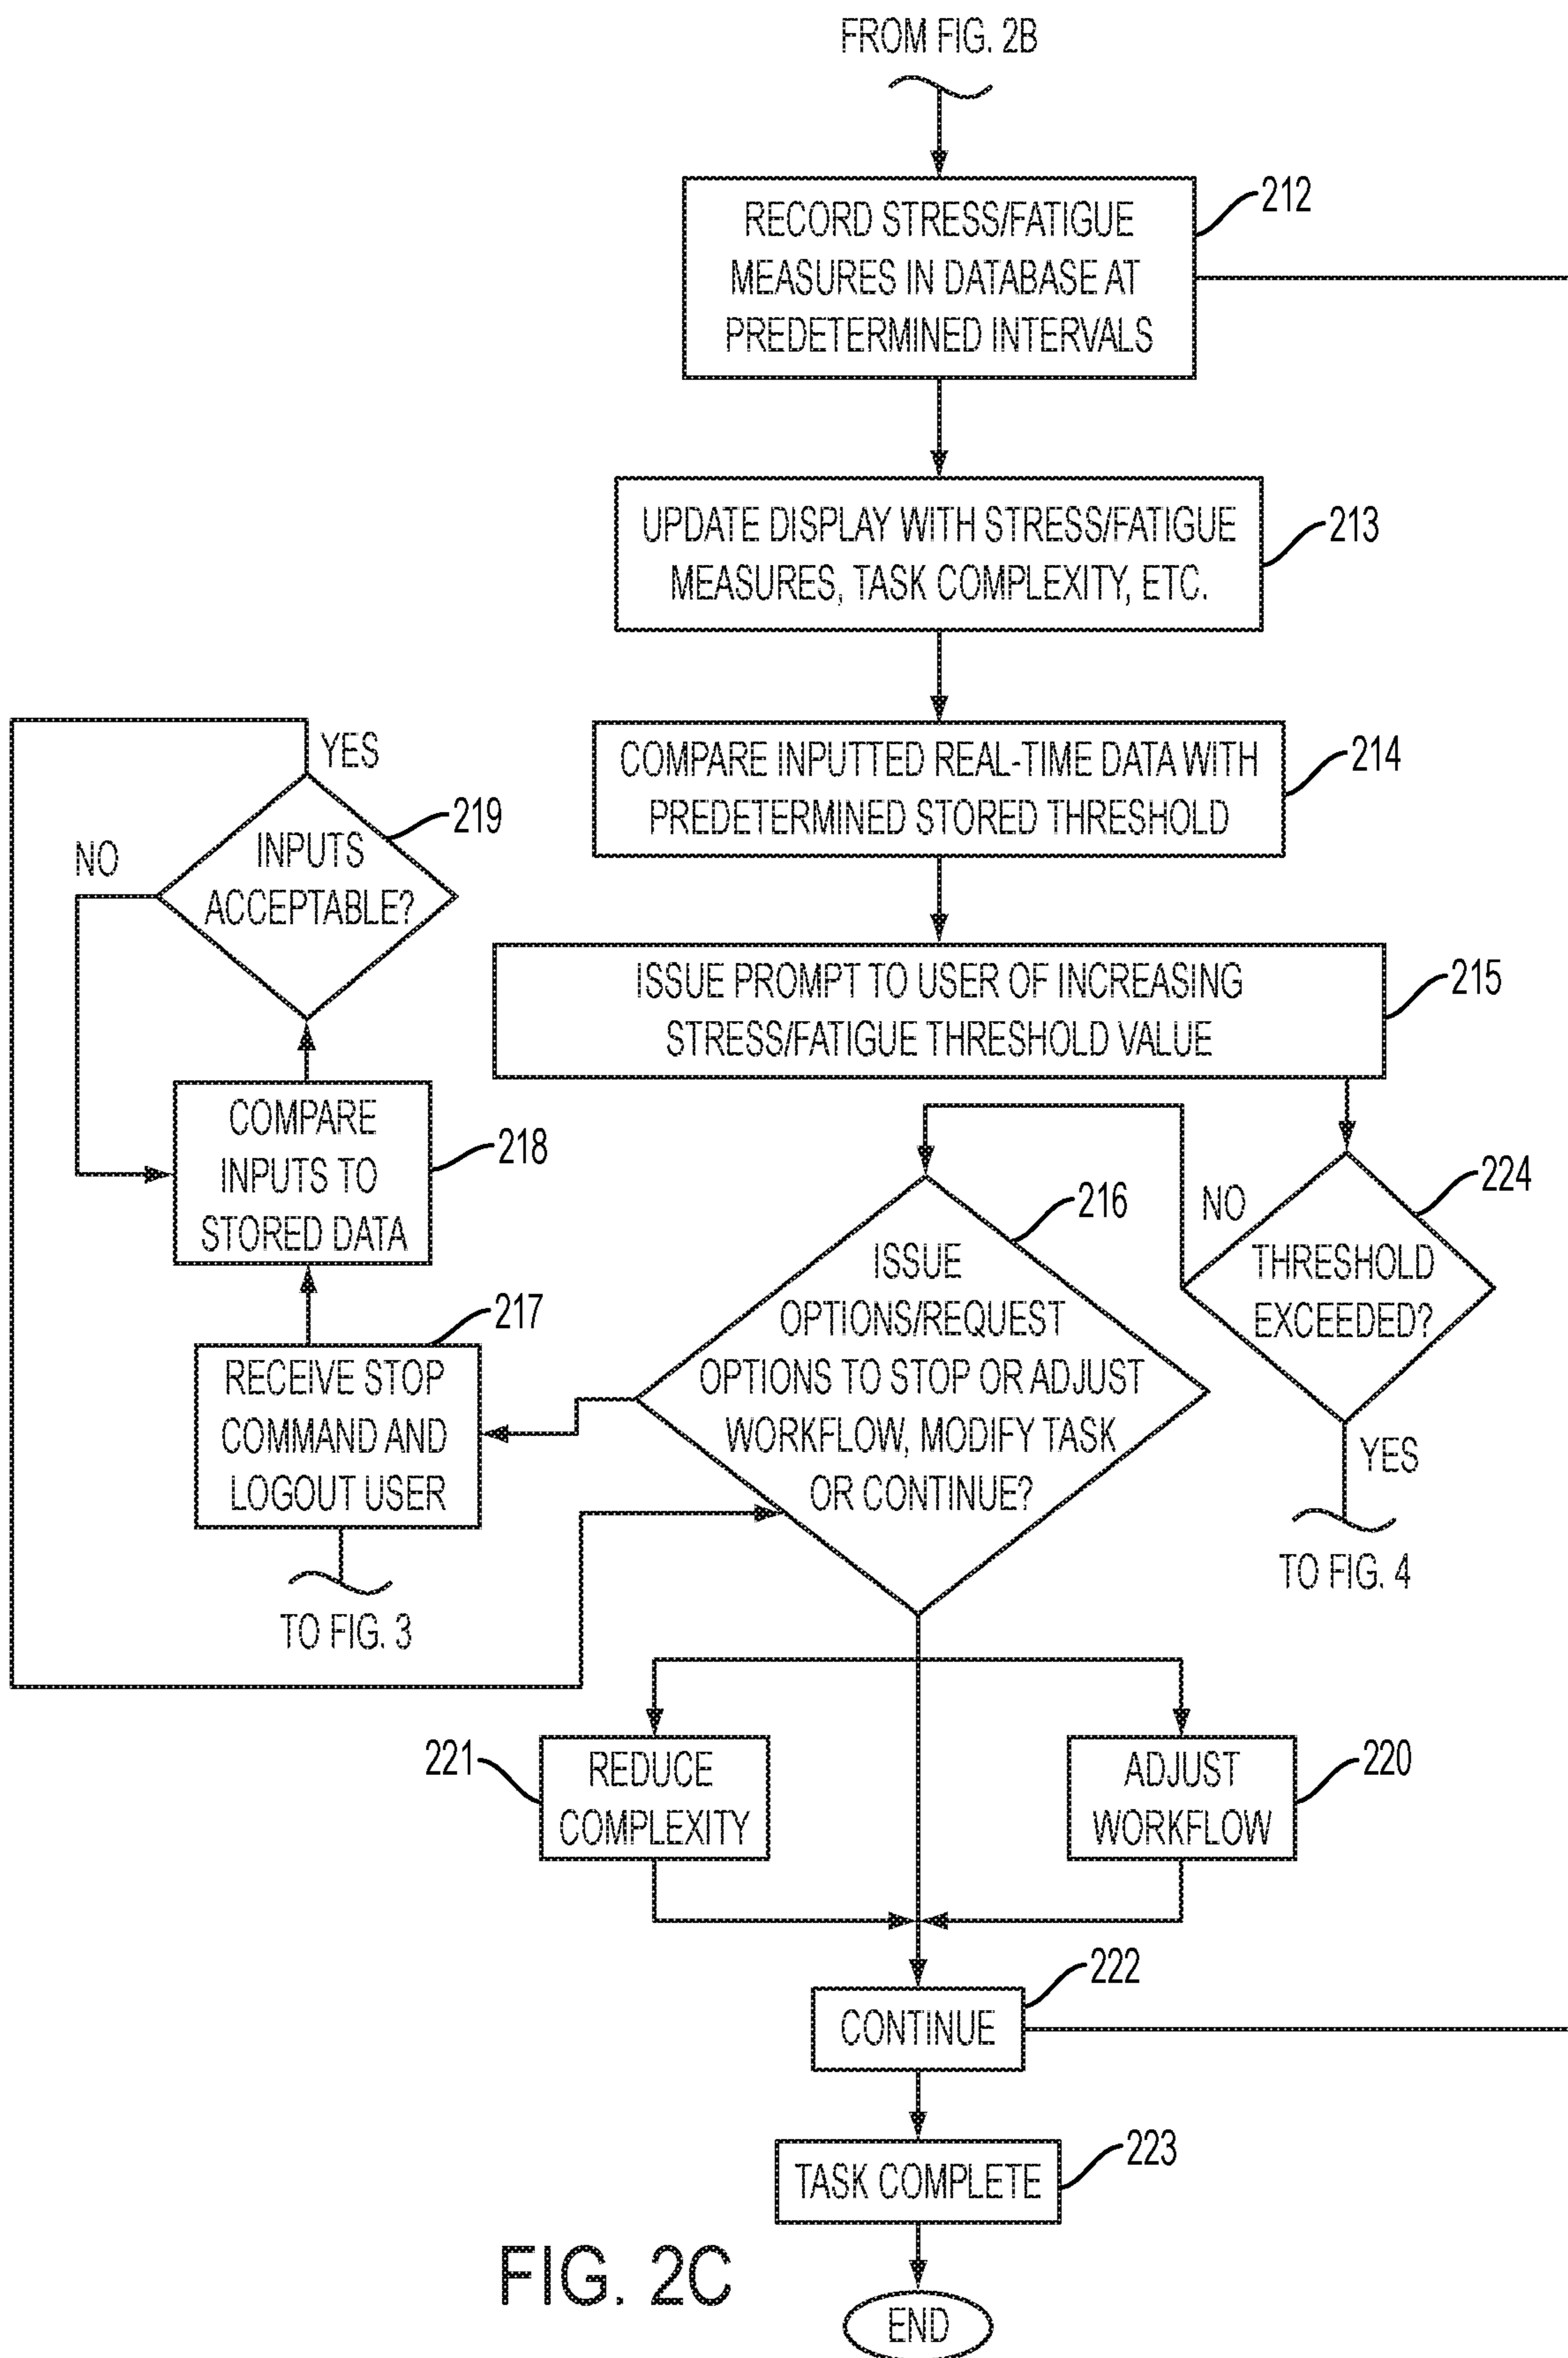 FROM FIG. 2B
212
RECORD STRESS/FATIGUE
MEASURES IN DATABASE AT
PREDETERMINED INTERVALS
213
UPDATE DISPLAY WITH STRESS/FATIGUE
MEASURES, TASK COMPLEXITY, ETC.
214
COMPARE INPUTTED REAL-TIME DATA WITH
PREDETERMINED STORED THRESHOLD
215
ISSUE PROMPT TO USER OF INCREASING
STRESS/FATIGUE THRESHOLD VALUE
224
THRESHOLD
EXCEEDED?
NO
YES
TO FIG. 4
216
ISSUE
OPTIONS/REQUEST
OPTIONS TO STOP OR ADJUST
WORKFLOW, MODIFY TASK
OR CONTINUE?
217
RECEIVE STOP
COMMAND AND
LOGOUT USER
TO FIG. 3
218
COMPARE
INPUTS TO
STORED DATA
219
INPUTS
ACCEPTABLE?
YES
NO
221
REDUCE
COMPLEXITY
220
ADJUST
WORKFLOW
222
CONTINUE
223
TASK COMPLETE
END
FIG. 2C